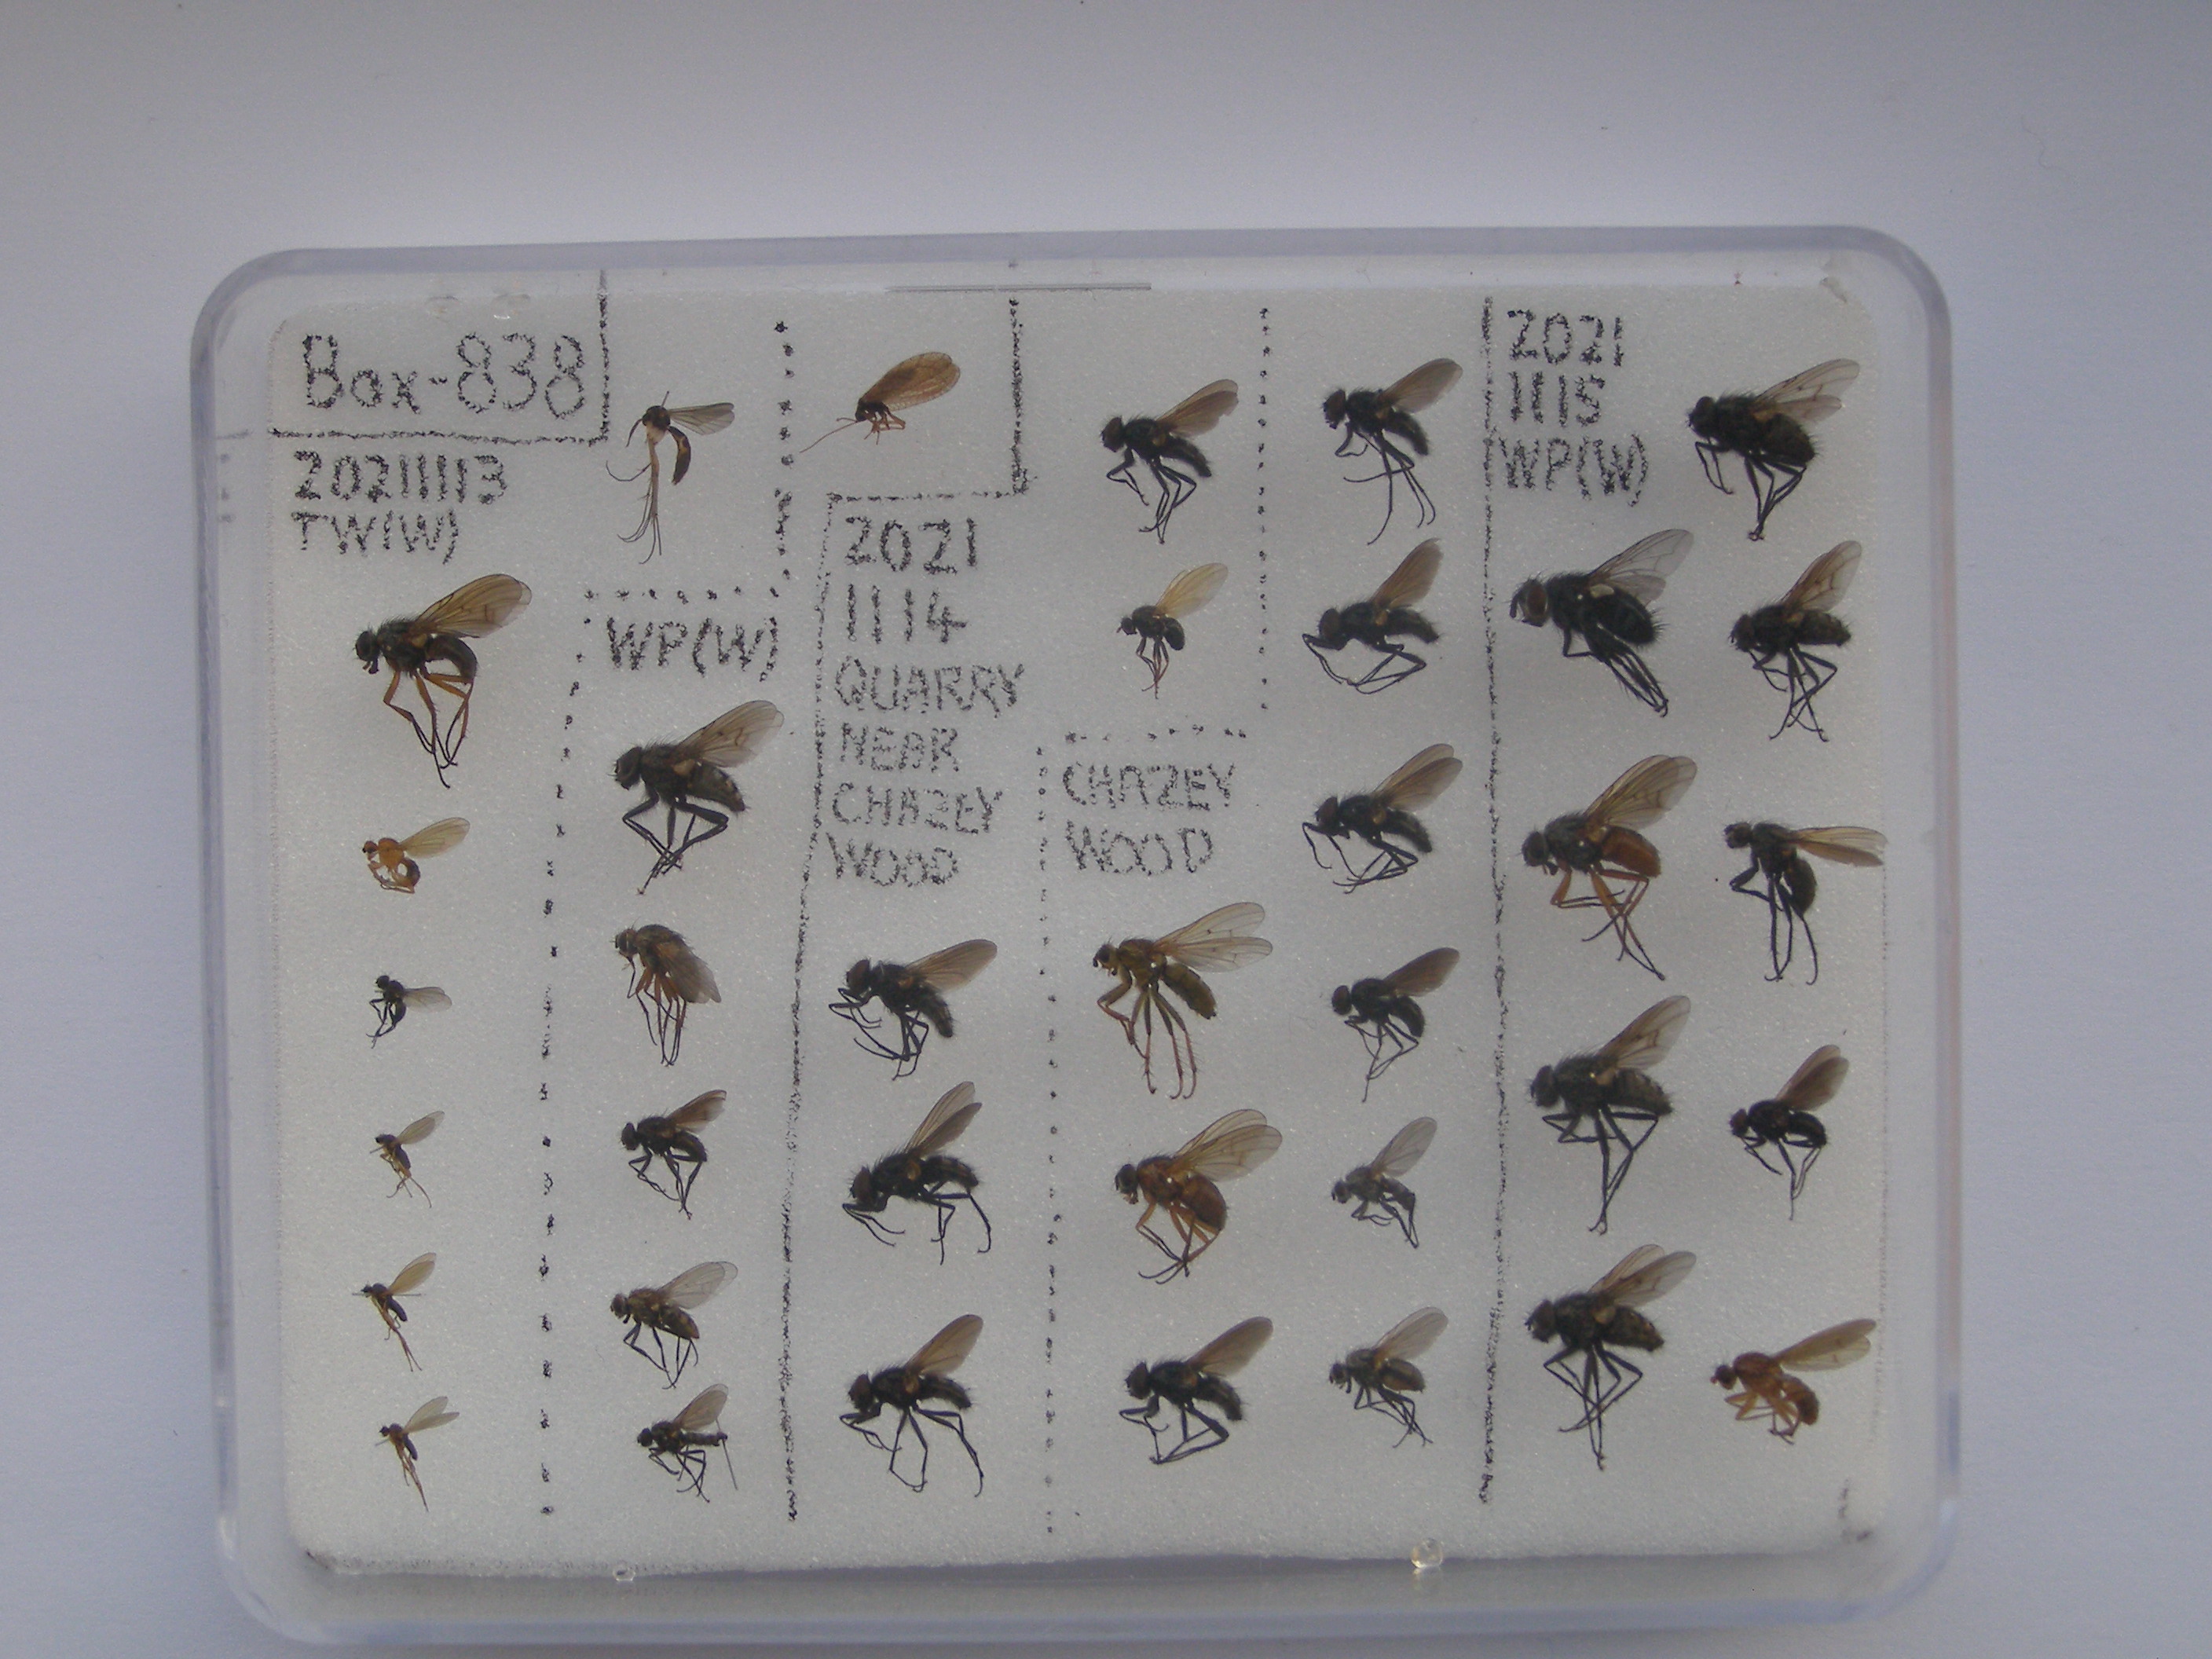 Box-838
20211113
TW(W)
WP(W)
2021
1114
QUARRY
NEAR
CHAZEY
WOOD
CHAZEY
WOOD
2021
1115
WP(W)